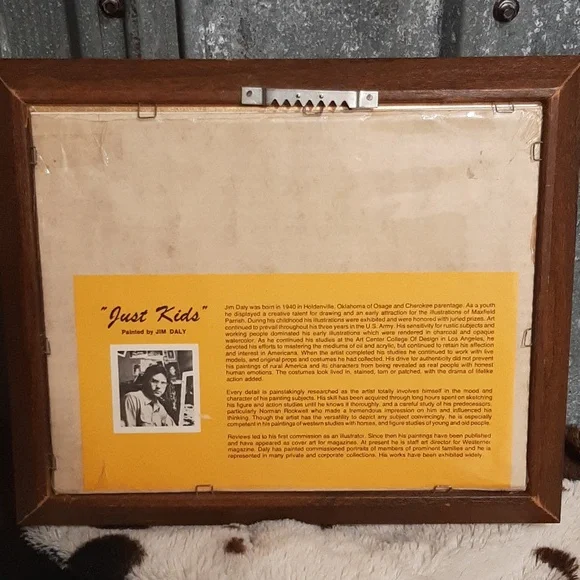 "Just Kids"
Painted by JIM DALY
Jim Daly was born in 1940 in Holdenville, Oklahoma of Osage and Cherokee parentage. As a youth
he displayed a creative talent for drawing and an early attraction for the illustrations of Maxfield
Parrish. During his childhood his illustrations were exhibited and were honored with juried prizes. Art
continued to prevail throughout his three years in the U.S. Army. His sensitivity for rustic subjects and
working people dominated his early illustrations which were rendered in charcoal and opaque
watercolor. As he continued his studies at the Art Center College Of Design in Los Angeles, he
devoted his efforts to mastering the mediums of oil and acrylic, but continued to retain his affection
and interest in Americana. When the artist completed his studies he continued to work with live
models, and original props and costumes he had collected. His drive for authenticity did not prevent
his paintings of rural America and its characters from being revealed as real people with honest
human emotions. The costumes look lived in, stained, torn or patched, with the drama of lifelike
action added.
Every detail is painstakingly researched as the artist totally involves himself in the mood and
character of his painting subjects. His skill has been acquired through long hours spent on sketching
his figure and action studies until he knows it thoroughly, and a careful study of his predecessors,
particularly Norman Rockwell who made a tremendous impression on him and influenced his
thinking. Though the artist has the versatility to depict any subject convincingly, he is especially
competent in his paintings of western studies with horses, and figure studies of young and old people.
Reviews led to his first commission as an illustrator. Since then his paintings have been published
and have appeared as cover art for magazines. At present he is staff art director for Westerner
magazine. Daly has painted commissioned portraits of members of prominent families and he is
represented in many private and corporate collections. His works have been exhibited widely.